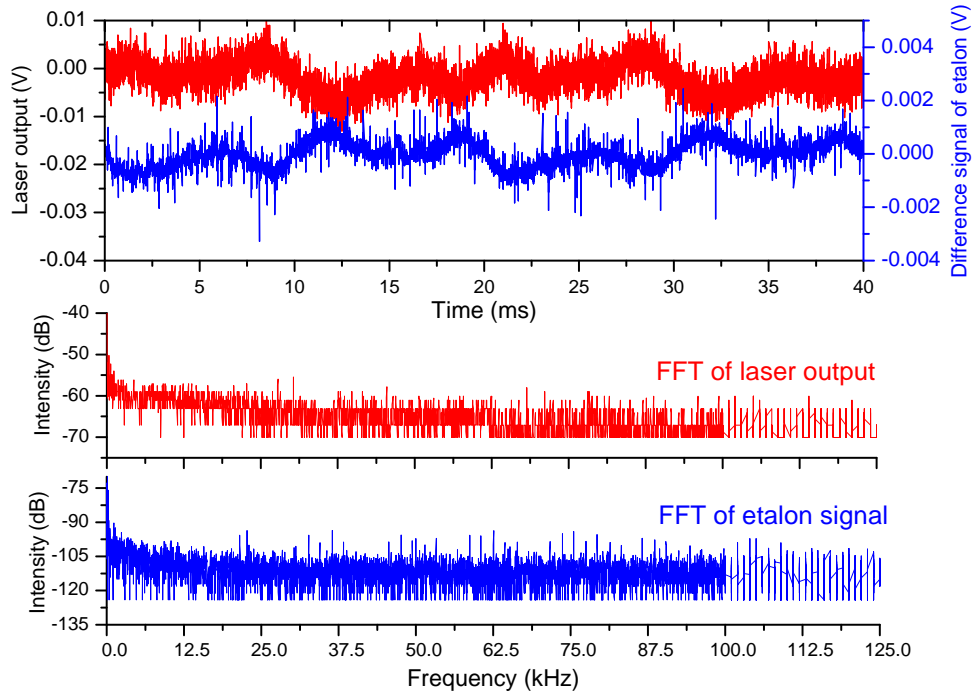 Laser output (V)
0.01
0.00
-0.01
-0.02
-0.03
-0.04
0.004
0.002
0.000
-0.002
-0.004
Difference signal of etalon (V)
0 5 10 15 20 25 30 35 40
Time (ms)
Intensity (dB)
-40
-50
-60
-70
FFT of laser output
Intensity (dB)
-75
-90
-105
-120
-135
FFT of etalon signal
0.0 12.5 25.0 37.5 50.0 62.5 75.0 87.5 100.0 112.5 125.0
Frequency (kHz)